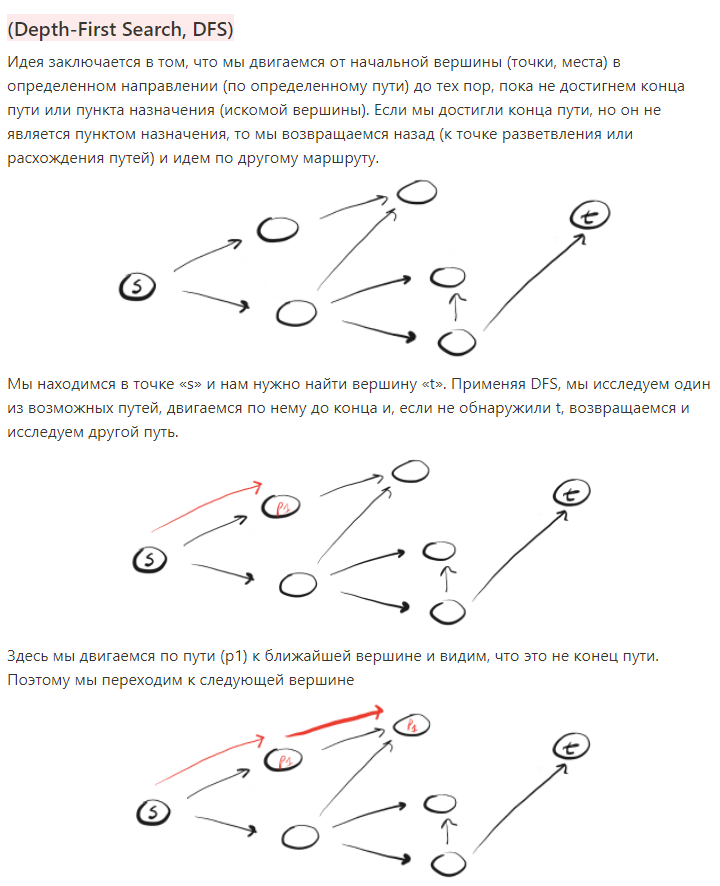 (Depth-First Search, DFS)
Идея заключается в том, что мы двигаемся от начальной вершины (точки, места) в
определенном направлении (по определенному пути) до тех пор, пока не достигнем конца
пути или пункта назначения (искомой вершины). Если мы достигли конца пути, но он не
является пунктом назначения, то мы возвращаемся назад (к точке разветвления или
расхождения путей) и идем по другому маршруту.
t
s
Мы находимся в точке «s» и нам нужно найти вершину «t». Применяя DFS, мы исследуем один
из возможных путей, двигаемся по нему до конца и, если не обнаружили t, возвращаемся и
исследуем другой путь.
t
P1
s
Здесь мы двигаемся по пути (p1) к ближайшей вершине и видим, что это не конец пути.
Поэтому мы переходим к следующей вершине
P1
t
P1
s